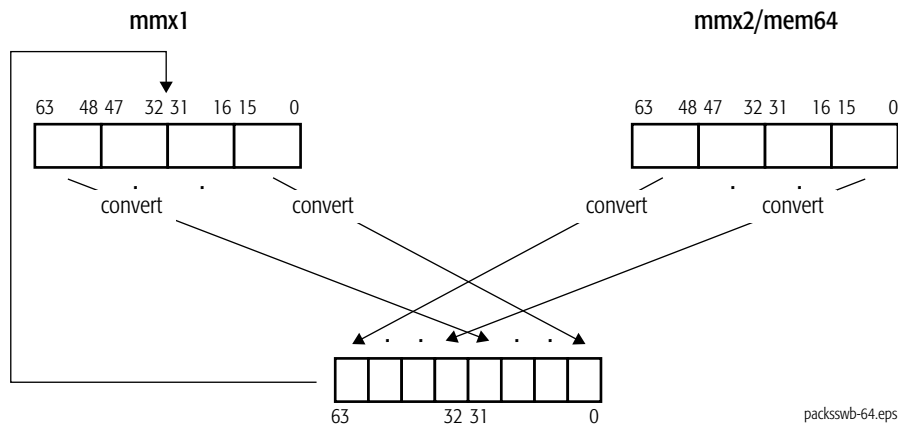 mmx1 mmx2/mem64
63 48 47 32 31 16 15 0 63 48 47 32 31 16 15 0
convert convert convert convert
63 32 31 0
packsswb-64.eps